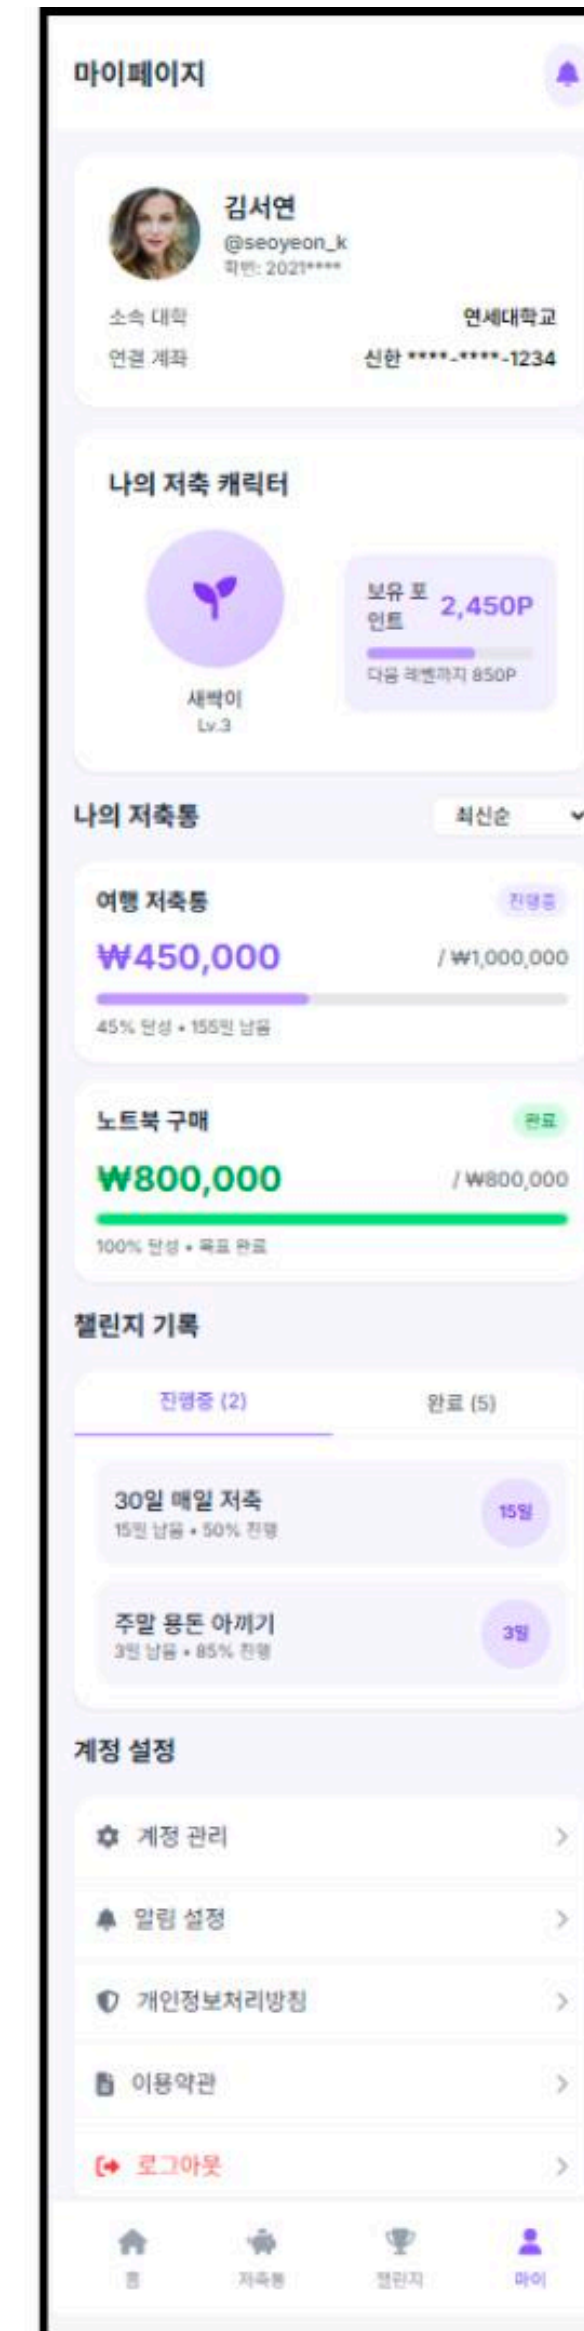 마이페이지
김서연
@seoyeon_k
학번: 2021****
소속 대학 연세대학교
연결 계좌 신한 ****-****-1234
나의 저축 캐릭터
보유 포
인트 2,450P
다음 레벨까지 850P
새싹이
Lv.3
나의 저축통 최신순
여행 저축통 진행중
₩450,000 / ₩1,000,000
45% 달성 • 155일 남음
노트북 구매 완료
₩800,000 / ₩800,000
100% 달성 • 목표 완료
챌린지 기록
진행중 (2) 완료 (5)
30일 매일 저축
15일 남음 • 50% 진행
15일
주말 용돈 아끼기
3일 남음 • 85% 진행
3일
계정 설정
계정 관리
알림 설정
개인정보처리방침
이용약관
로그아웃
홈 저축통 챌린지 마이